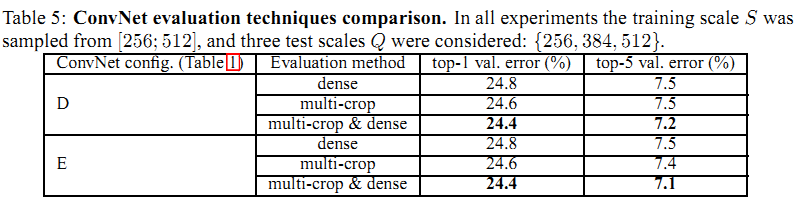 Table 5: ConvNet evaluation techniques comparison. In all experiments the training scale S was
sampled from [256; 512], and three test scales Q were considered: {256, 384, 512}.
ConvNet config. (Table 1) Evaluation method top-1 val. error (%) top-5 val. error (%)
D dense 24.8 7.5
multi-crop 24.6 7.5
multi-crop & dense 24.4 7.2
E dense 24.8 7.5
multi-crop 24.6 7.4
multi-crop & dense 24.4 7.1